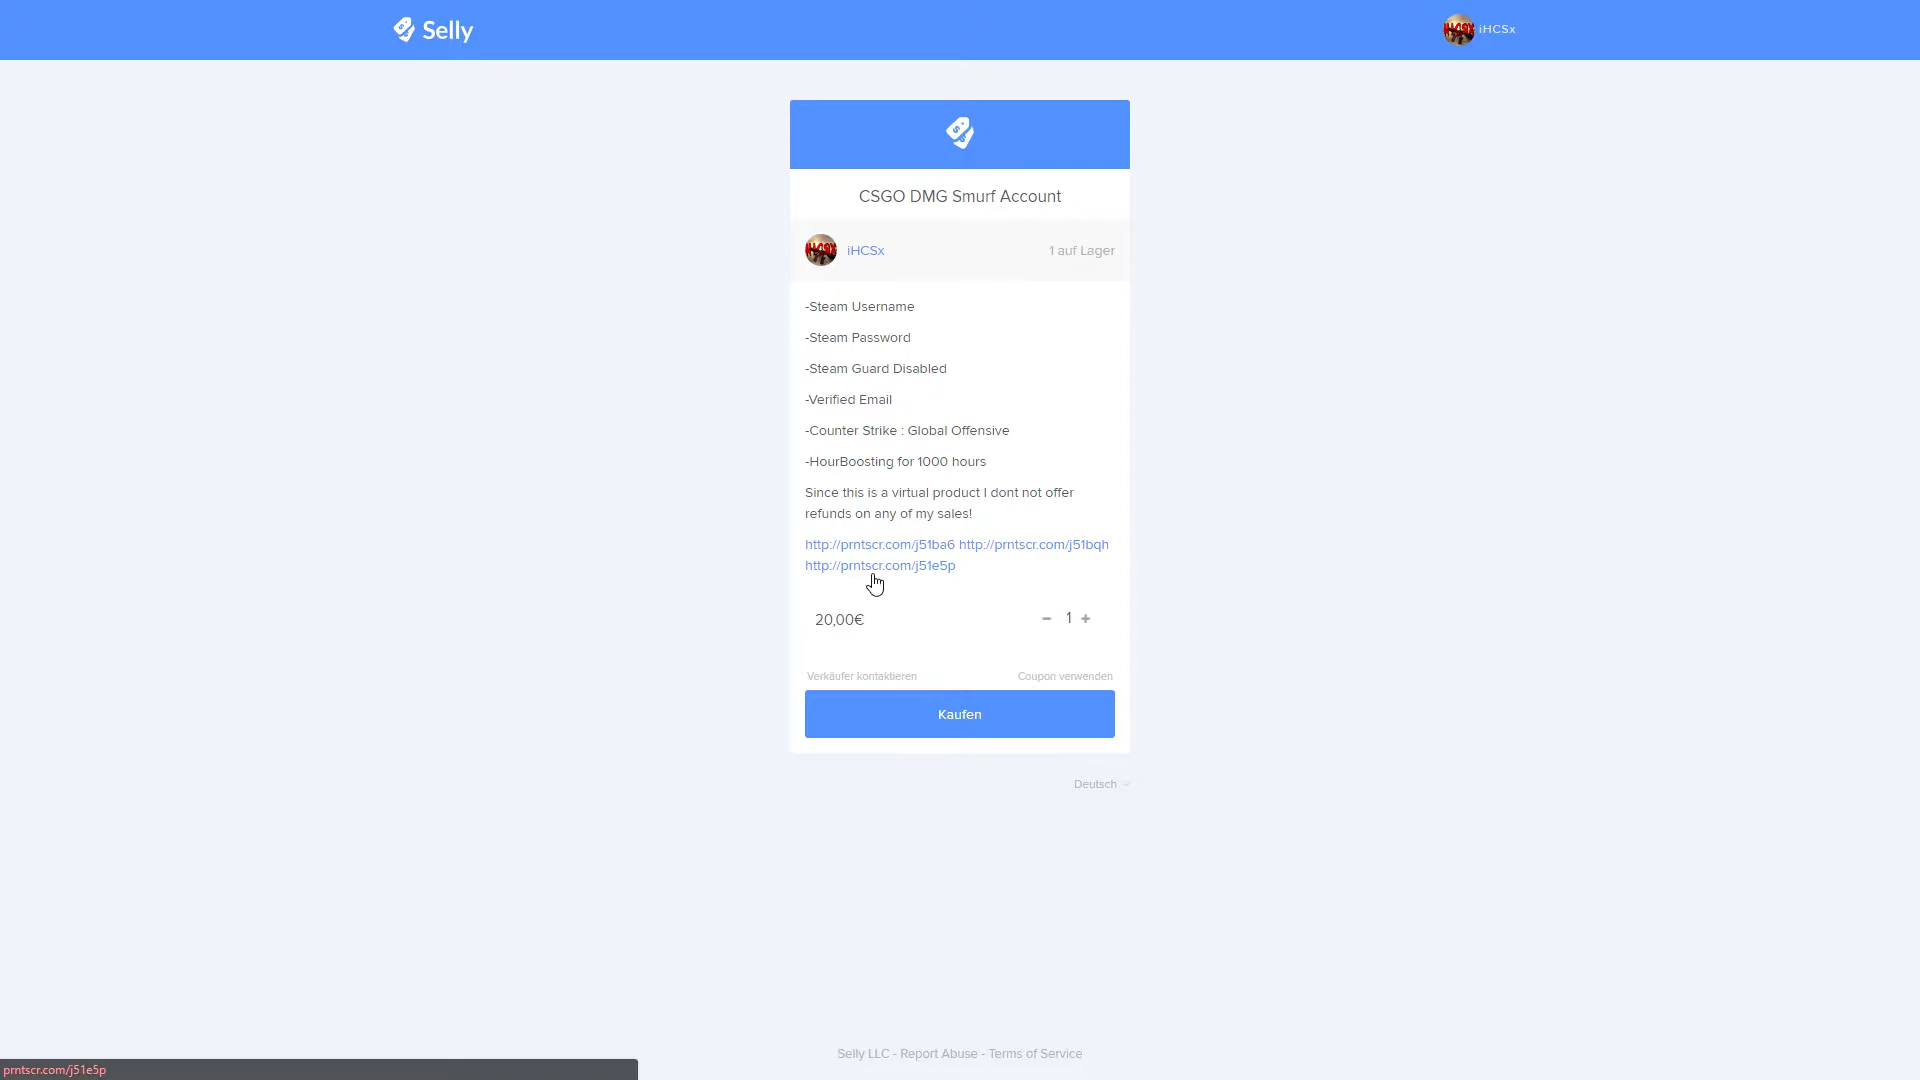 Selly
iHCSx
CSGO DMG Smurf Account
iHCSx
1 auf Lager
-Steam Username
-Steam Password
-Steam Guard Disabled
-Verified Email
-Counter Strike : Global Offensive
-HourBoosting for 1000 hours
Since this is a virtual product I dont not offer
refunds on any of my sales!
http://prntscr.com/j51ba6 http://prntscr.com/j51bqh
http://prntscr.com/j51e5p
20,00€
− 1 +
Verkäufer kontaktieren
Coupon verwenden
Kaufen
Deutsch
Selly LLC - Report Abuse - Terms of Service
prntscr.com/j51e5p